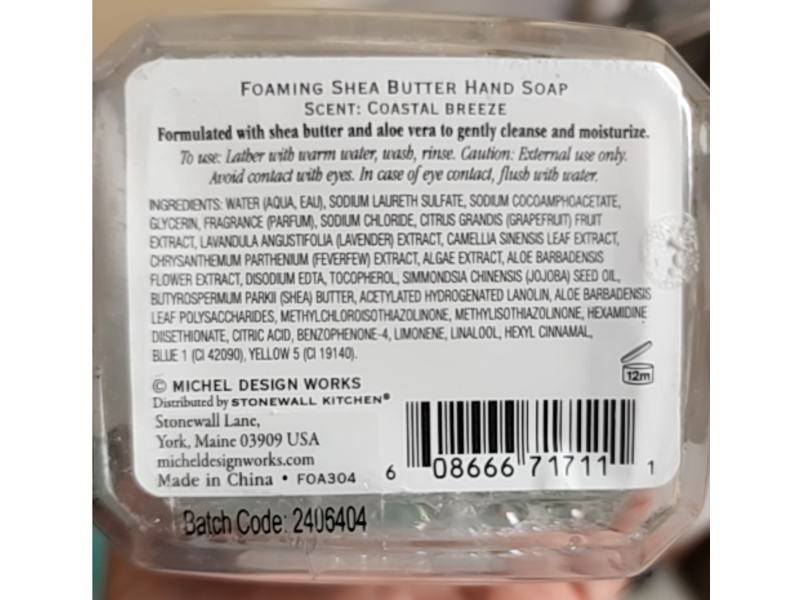 FOAMING SHEA BUTTER HAND SOAP
SCENT: COASTAL BREEZE
Formulated with shea butter and aloe vera to gently cleanse and moisturize.
To use: Lather with warm water, wash, rinse. Caution: External use only.
Avoid contact with eyes. In case of eye contact, flush with water.
INGREDIENTS: WATER (AQUA, EAU), SODIUM LAURETH SULFATE, SODIUM COCOAMPHOACETATE,
GLYCERIN, FRAGRANCE (PARFUM), SODIUM CHLORIDE, CITRUS GRANDIS (GRAPEFRUIT) FRUIT
EXTRACT, LAVANDULA ANGUSTIFOLIA (LAVENDER) EXTRACT, CAMELLIA SINENSIS LEAF EXTRACT,
CHRYSANTHEMUM PARTHENIUM (FEVERFEW) EXTRACT, ALGAE EXTRACT, ALOE BARBADENSIS
FLOWER EXTRACT, DISODIUM EDTA, TOCOPHEROL, SIMMONDSIA CHINENSIS (JOJOBA) SEED OIL,
BUTYROSPERMUM PARKII (SHEA) BUTTER, ACETYLATED HYDROGENATED LANOLIN, ALOE BARBADENSIS
LEAF POLYSACCHARIDES, METHYLCHLOROISOTHIAZOLINONE, METHYLISOTHIAZOLINONE, HEXAMIDINE
DIISETHIONATE, CITRIC ACID, BENZOPHENONE-4, LIMONENE, LINALOOL, HEXYL CINNAMAL,
BLUE 1 (CI 42090), YELLOW 5 (CI 19140).
12m
© MICHEL DESIGN WORKS
Distributed by STONEWALL KITCHEN®
Stonewall Lane,
York, Maine 03909 USA
micheldesignworks.com
Made in China • FOA304
6 08666 71711 1
Batch Code: 2406404